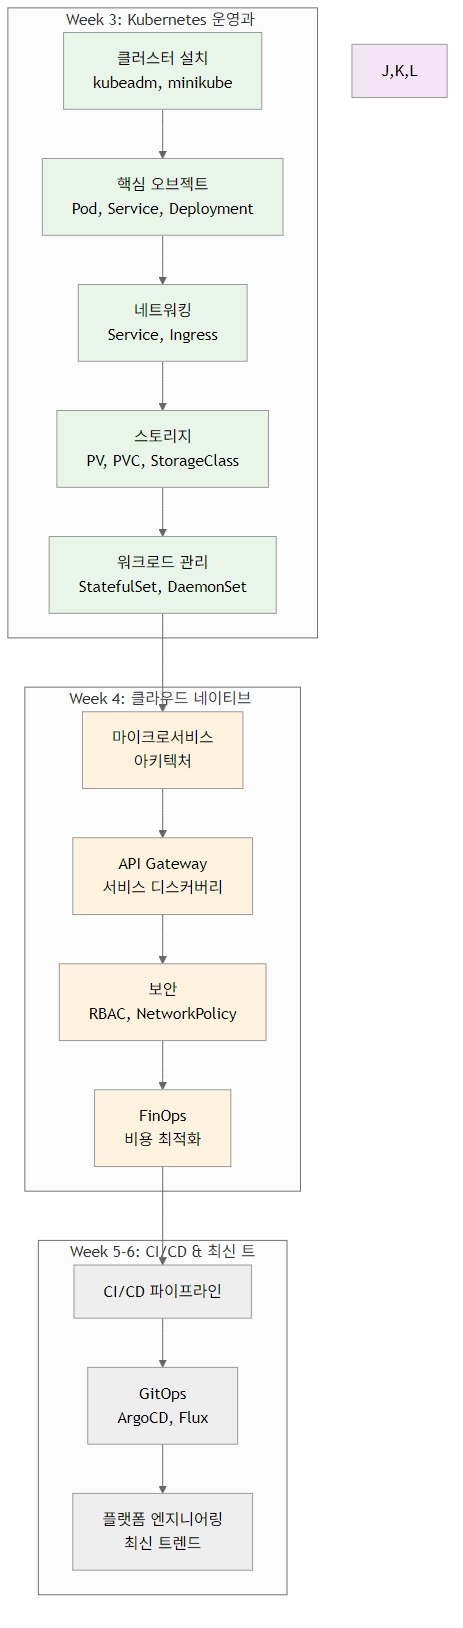 Week 3: Kubernetes 운영과
클러스터 설치
kubeadm, minikube
J,K,L
핵심 오브젝트
Pod, Service, Deployment
네트워킹
Service, Ingress
스토리지
PV, PVC, StorageClass
워크로드 관리
StatefulSet, DaemonSet
Week 4: 클라우드 네이티브
마이크로서비스
아키텍처
API Gateway
서비스 디스커버리
보안
RBAC, NetworkPolicy
FinOps
비용 최적화
Week 5-6: CI/CD & 최신 트
CI/CD 파이프라인
GitOps
ArgoCD, Flux
플랫폼 엔지니어링
최신 트렌드